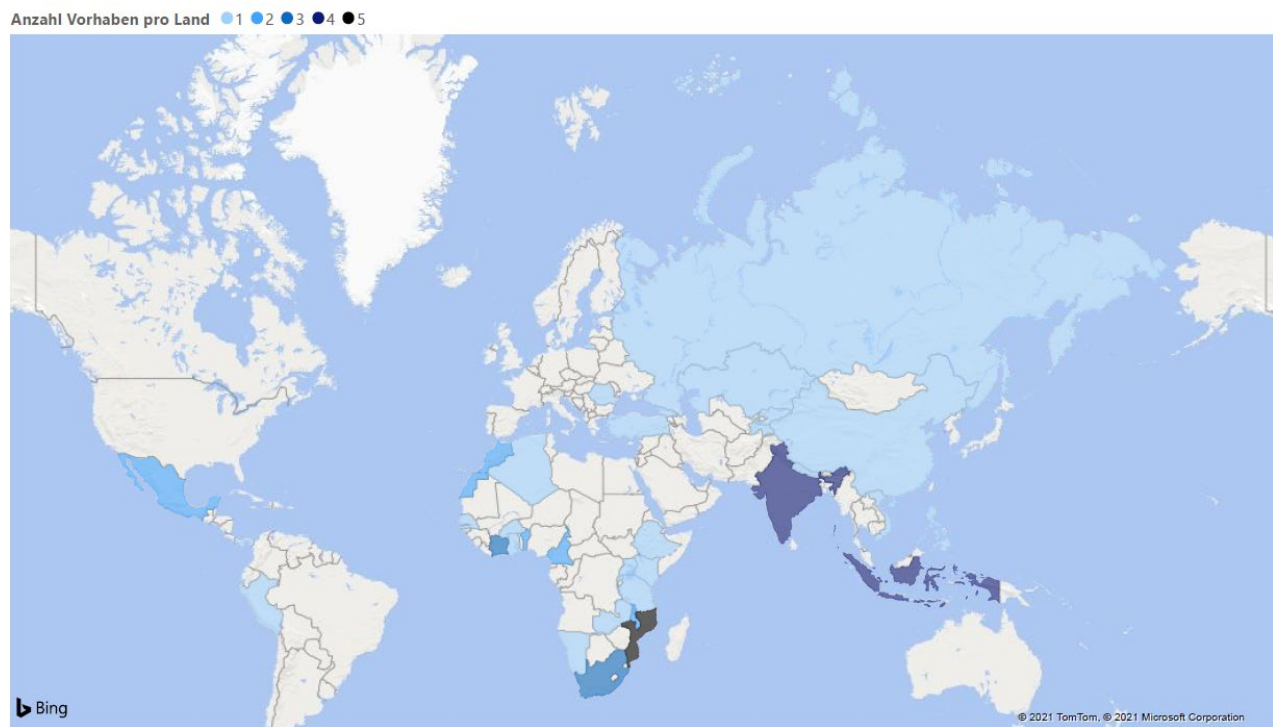 Anzahl Vorhaben pro Land 1 2 3 4 5
Bing
© 2021 TomTom, © 2021 Microsoft Corporation